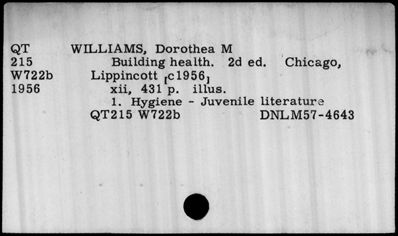 QT WILLIAMS, Dorothea M
215 Building health. 2d ed. Chicago,
W722b Lippincott [c1956]
1956 xii, 431 p. illus.
1. Hygiene - Juvenile literature
QT215 W722b DNLM57-4643